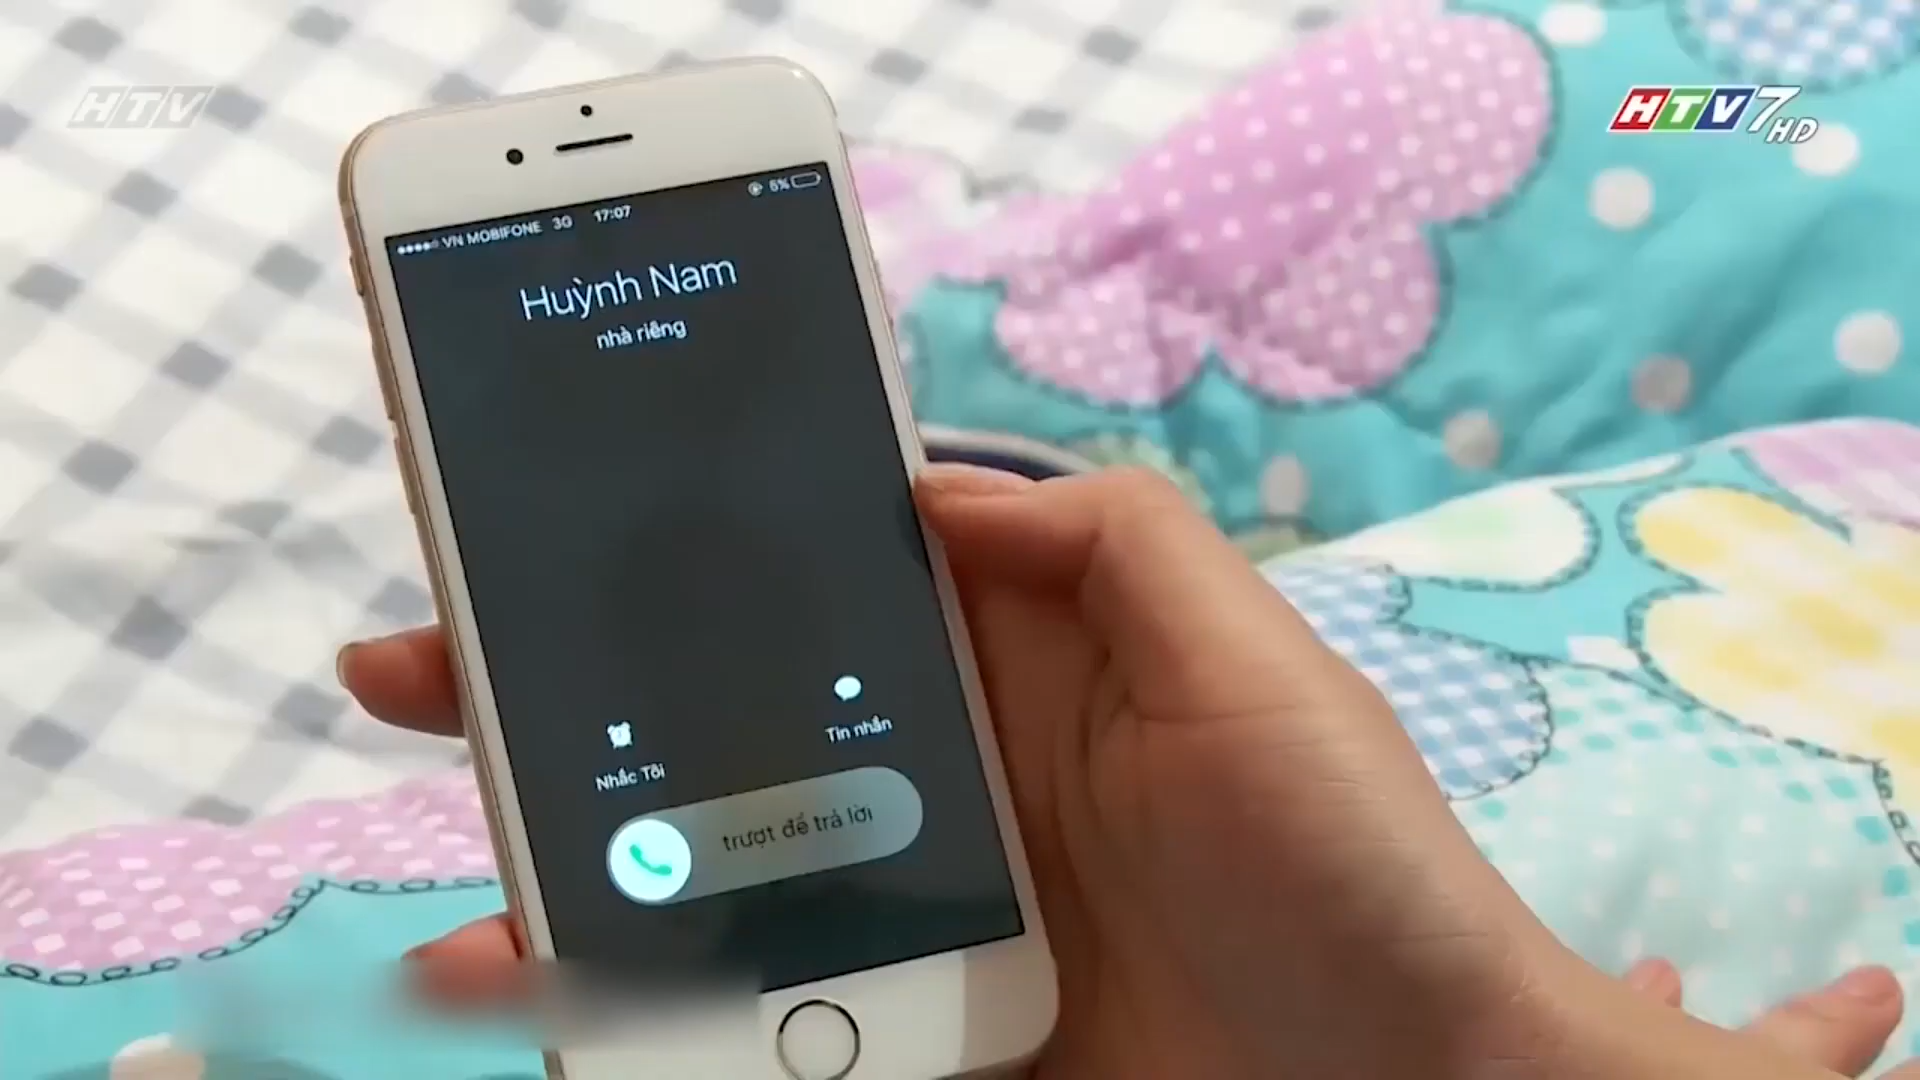 HTV
HTV7
HD
VN MOBIFONE 3G 17:07 5%
Huỳnh Nam
nhà riêng
Nhắc Tôi
Tin nhắn
trượt để trả lời